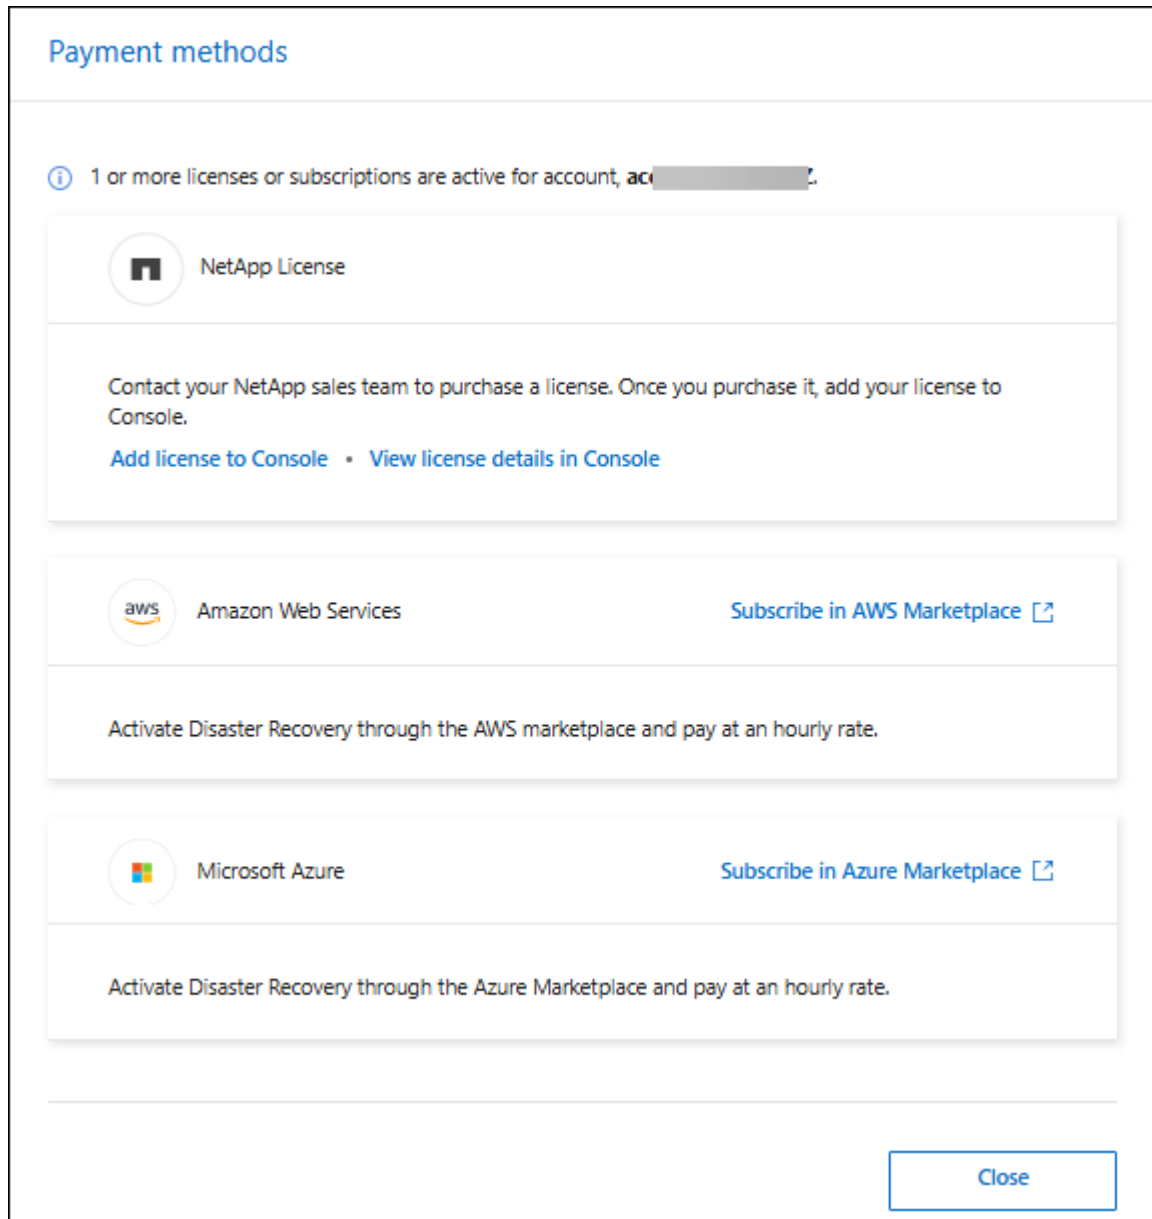 Payment methods
1 or more licenses or subscriptions are active for account,
NetApp License
Contact your NetApp sales team to purchase a license. Once you purchase it, add your license to
Console.
Add license to Console • View license details in Console
aws
Amazon Web Services
Subscribe in AWS Marketplace
Activate Disaster Recovery through the AWS marketplace and pay at an hourly rate.
Microsoft Azure
Subscribe in Azure Marketplace
Activate Disaster Recovery through the Azure Marketplace and pay at an hourly rate.
Close